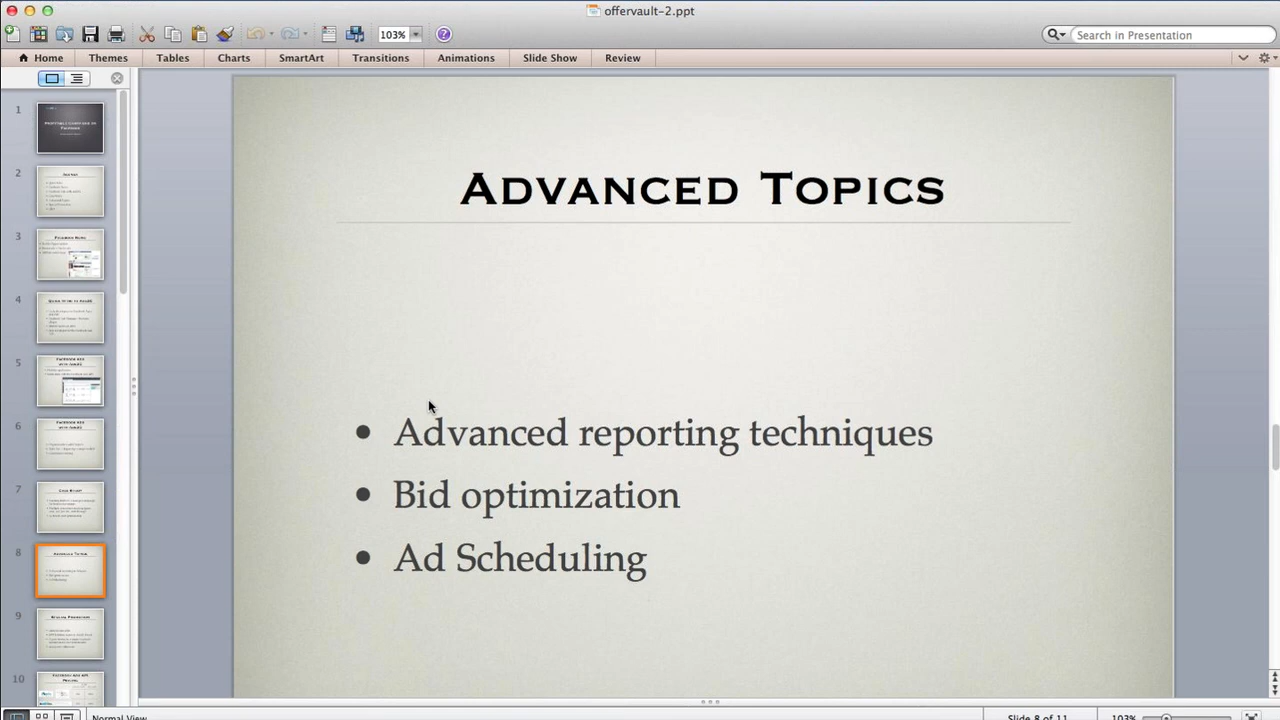 offervault-2.ppt
103%
Search in Presentation
Home Themes Tables Charts SmartArt Transitions Animations Slide Show Review
1
2
3
4
5
6
7
8
9
10
Advanced Topics
• Advanced reporting techniques
• Bid optimization
• Ad Scheduling
Normal View
Slide 8 of 11
103%